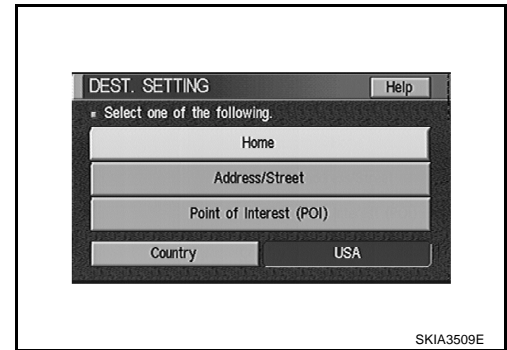 DEST. SETTING Help
Select one of the following.
Home
Address/Street
Point of Interest (POI)
Country USA
SKIA3509E